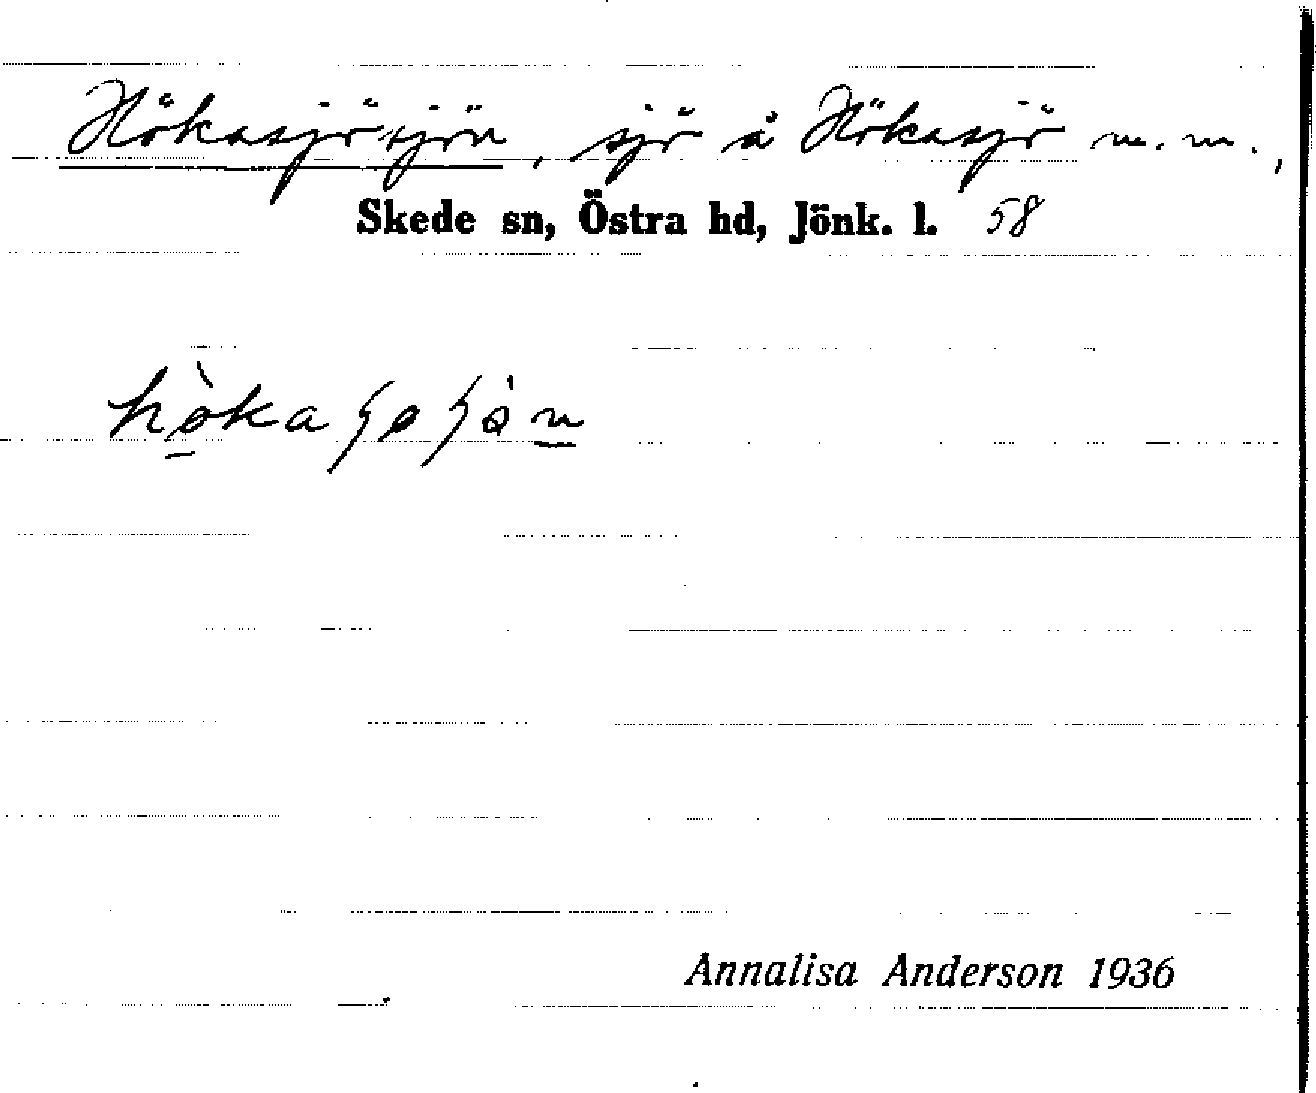 Hökasjösjön, sjö å Hökasjö m. m.,
Skede sn, Östra hd, Jönk. l. 58
Annalisa Anderson 1936